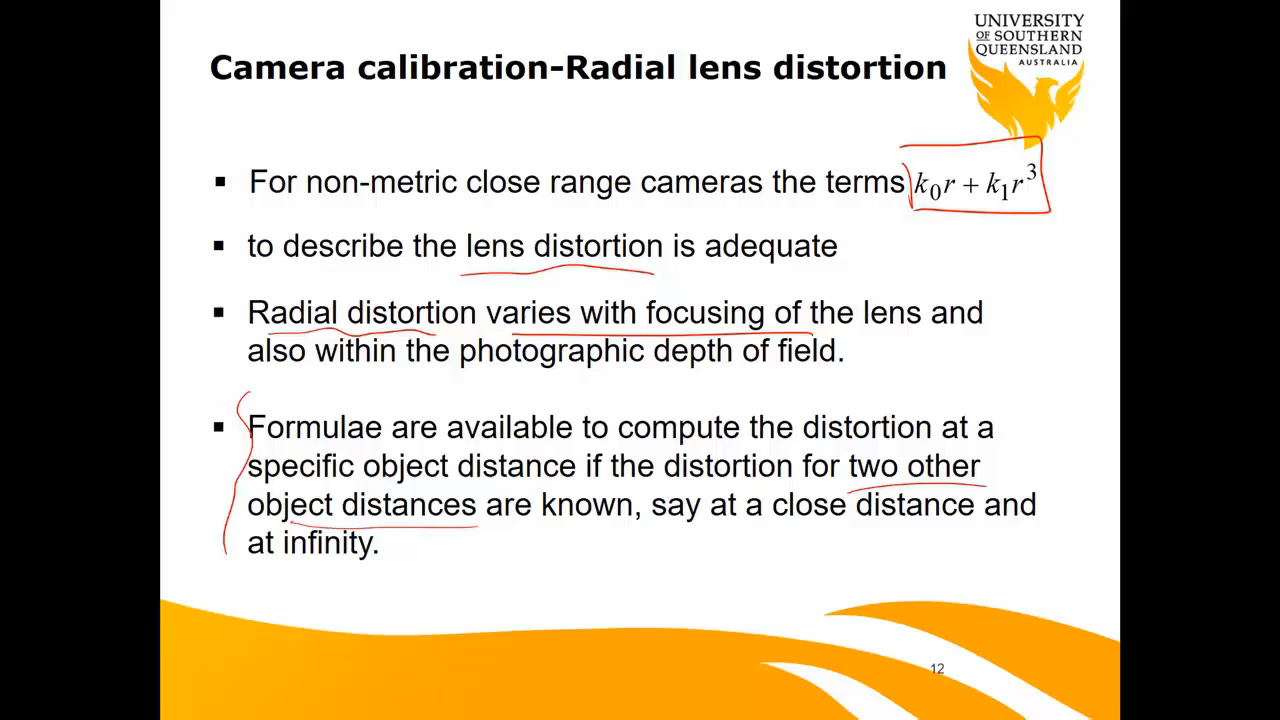 UNIVERSITY
OF SOUTHERN
QUEENSLAND
AUSTRALIA
Camera calibration-Radial lens distortion
▪ For non-metric close range cameras the terms k₀r + k₁r³
▪ to describe the lens distortion is adequate
▪ Radial distortion varies with focusing of the lens and
also within the photographic depth of field.
▪ Formulae are available to compute the distortion at a
specific object distance if the distortion for two other
object distances are known, say at a close distance and
at infinity.
12